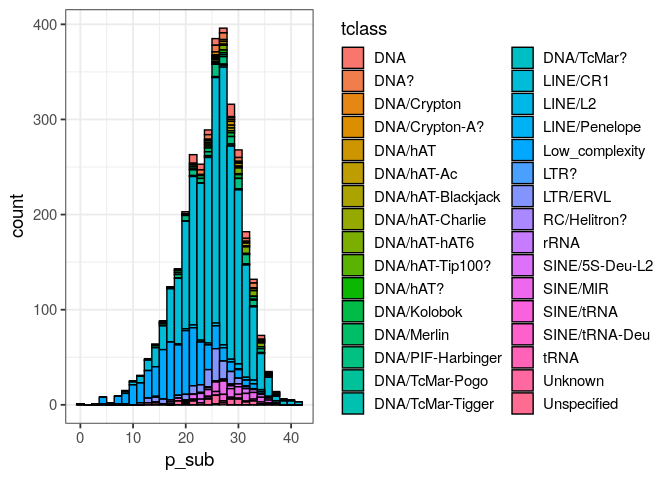 tclass
400
300
200
100
0
count
0
10
20
30
40
p_sub
DNA
DNA?
DNA/Crypton
DNA/Crypton-A?
DNA/hAT
DNA/hAT-Ac
DNA/hAT-Blackjack
DNA/hAT-Charlie
DNA/hAT-hAT6
DNA/hAT-Tip100?
DNA/hAT?
DNA/Kolobok
DNA/Merlin
DNA/PIF-Harbinger
DNA/TcMar-Pogo
DNA/TcMar-Tigger
DNA/TcMar?
LINE/CR1
LINE/L2
LINE/Penelope
Low_complexity
LTR?
LTR/ERVL
RC/Helitron?
rRNA
SINE/5S-Deu-L2
SINE/MIR
SINE/tRNA
SINE/tRNA-Deu
tRNA
Unknown
Unspecified